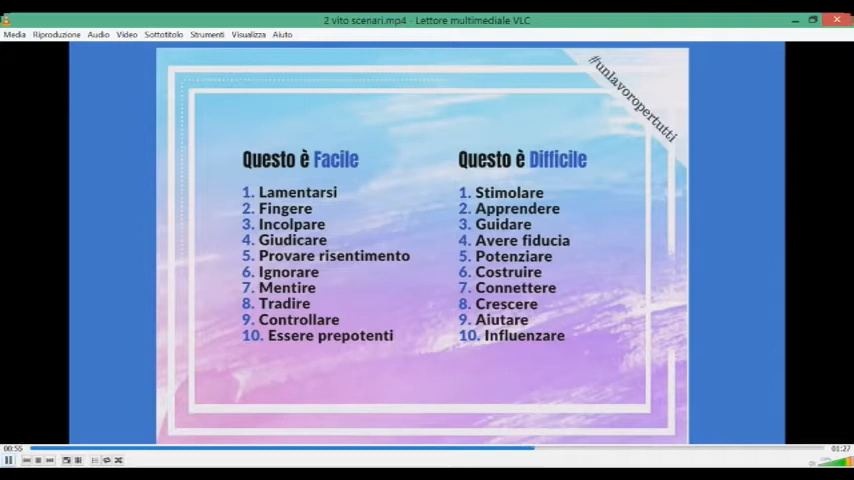 2 vito scenari.mp4 - Lettore multimediale VLC
Media Riproduzione Audio Video Sottotitolo Strumenti Visualizza Aiuto
#unlavoropertutti
Questo è Facile
1. Lamentarsi
2. Fingere
3. Incolpare
4. Giudicare
5. Provare risentimento
6. Ignorare
7. Mentire
8. Tradire
9. Controllare
10. Essere prepotenti
Questo è Difficile
1. Stimolare
2. Apprendere
3. Guidare
4. Avere fiducia
5. Potenziare
6. Costruire
7. Connettere
8. Crescere
9. Aiutare
10. Influenzare
00:55
01:27